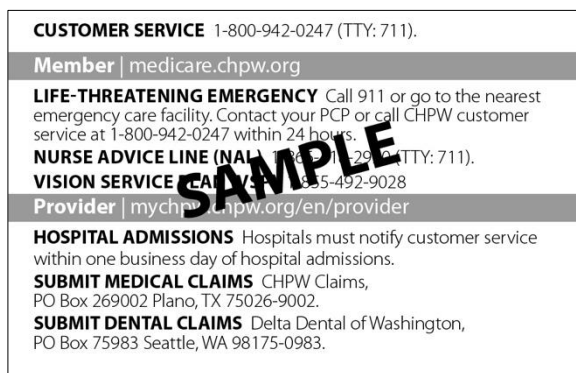 CUSTOMER SERVICE 1-800-942-0247 (TTY: 711).
Member | medicare.chpw.org
LIFE-THREATENING EMERGENCY Call 911 or go to the nearest
emergency care facility. Contact your PCP or call CHPW customer
service at 1-800-942-0247 within 24 hours.
NURSE ADVICE LINE (NAL) (TTY: 711).
VISION SERVICE PLAN (VSP) 1-855-492-9028
SAMPLE
Provider | mychpw.chpw.org/en/provider
HOSPITAL ADMISSIONS Hospitals must notify customer service
within one business day of hospital admissions.
SUBMIT MEDICAL CLAIMS CHPW Claims,
PO Box 269002 Plano, TX 75026-9002.
SUBMIT DENTAL CLAIMS Delta Dental of Washington,
PO Box 75983 Seattle, WA 98175-0983.